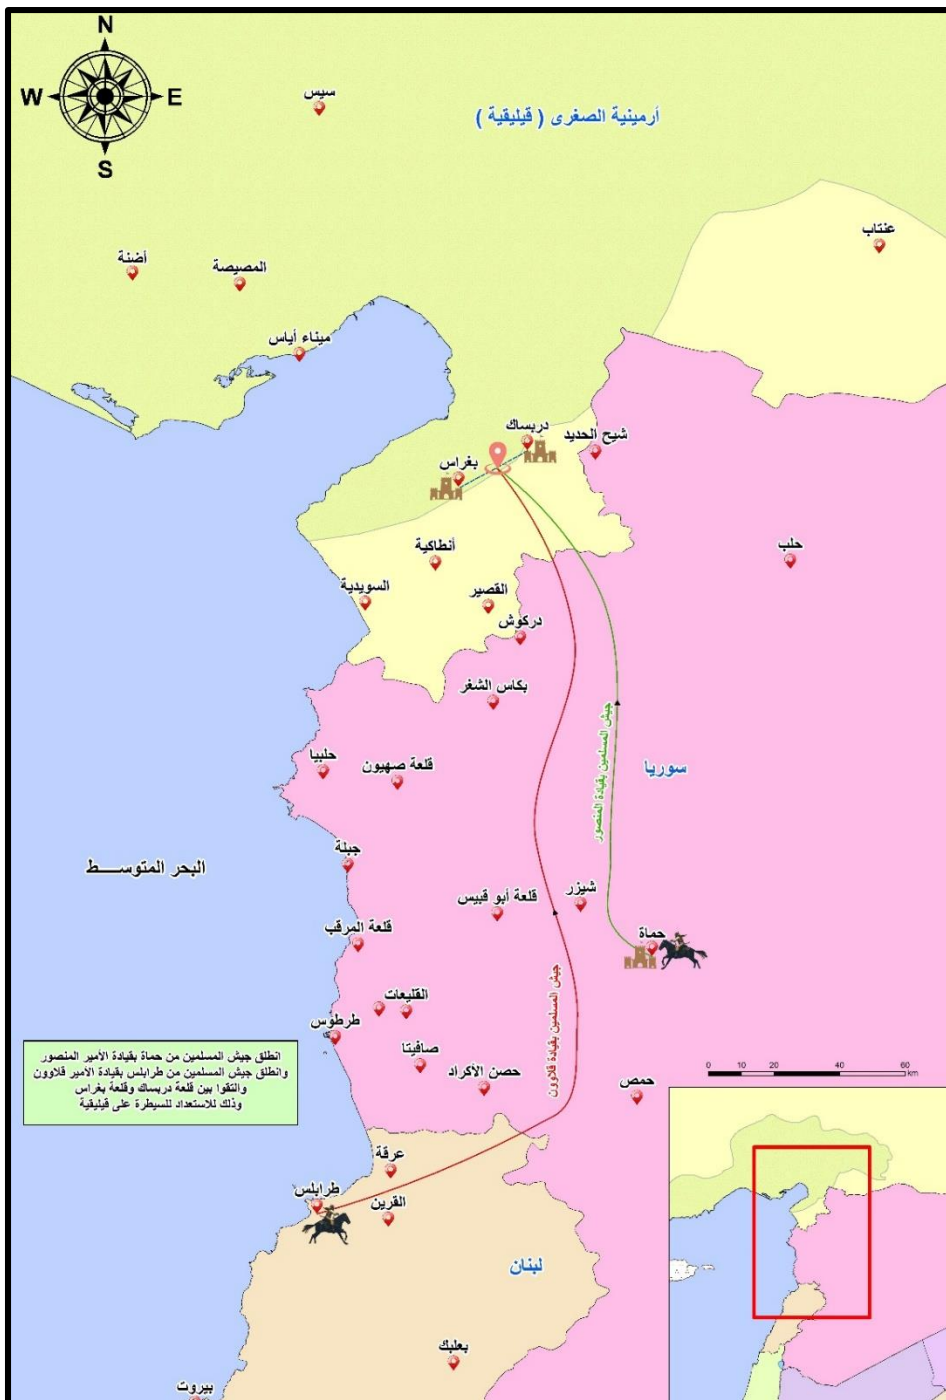 N
W
E
S
سيس
أرمينية الصغرى ( قيليقية )
عنتاب
أضنة
المصيصة
ميناء أياس
دربساك
شيح الحديد
بغراس
حلب
أنطاكية
السويدية
القصير
دركوش
بكاس الشغر
جيش المسلمين بقيادة المنصور
سوريا
حلبيا
قلعة صهيون
البحر المتوســـط
جبلة
شيزر
قلعة أبو قبيس
حماة
قلعة المرقب
جيش المسلمين بقيادة قلاوون
القليعات
طرطوس
صافيتا
حصن الأكراد
حمص
0 10 20 40 60
km
انطلق جيش المسلمين من حماة بقيادة الأمير المنصور
وانطلق جيش المسلمين من طرابلس بقيادة الأمير قلاوون
والتقوا بين قلعة دربساك وقلعة بغراس
وذلك للاستعداد للسيطرة على قيليقية
عرقة
طرابلس
القرين
لبنان
بعلبك
بيروت